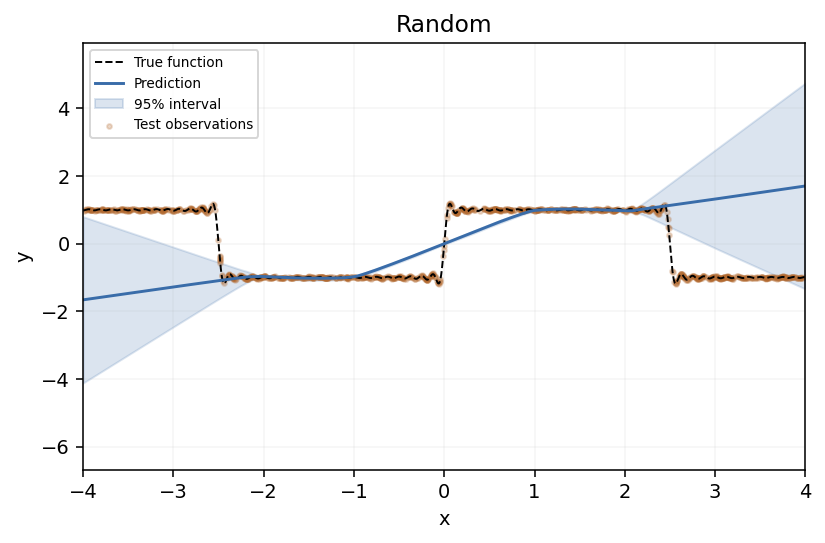 Random
True function
Prediction
95% interval
Test observations
4
2
0
−2
−4
−6
y
−4
−3
−2
−1
0
1
2
3
4
x